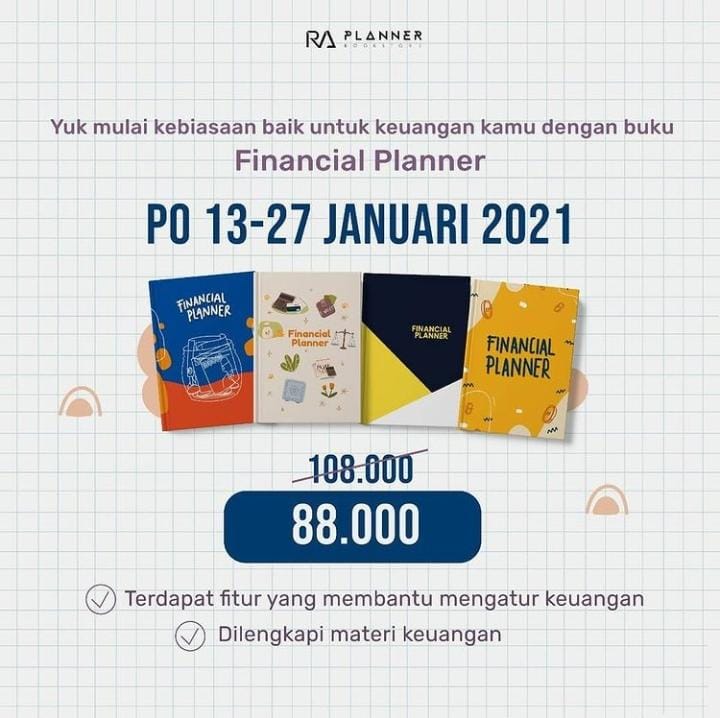 RA PLANNER
BOOKSTORE
Yuk mulai kebiasaan baik untuk keuangan kamu dengan buku
Financial Planner
PO 13-27 JANUARI 2021
FINANCIAL
PLANNER
Financial
Planner
FINANCIAL
PLANNER
FINANCIAL
PLANNER
108.000
88.000
Terdapat fitur yang membantu mengatur keuangan
Dilengkapi materi keuangan